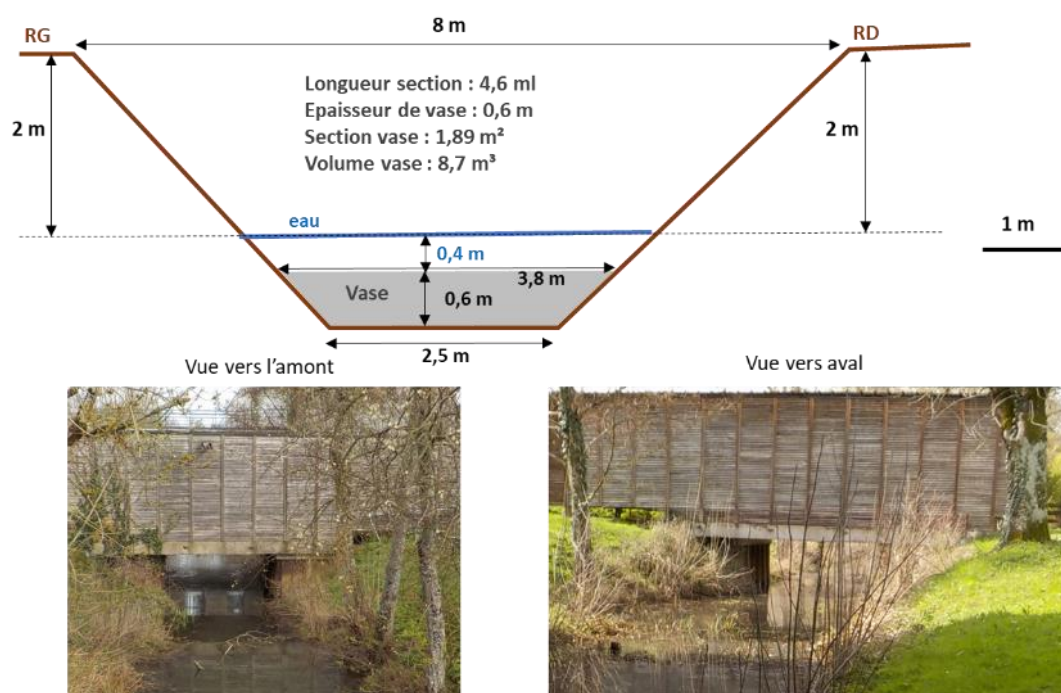 8 m
RG
RD
Longueur section : 4,6 ml
Epaisseur de vase : 0,6 m
Section vase : 1,89 m²
Volume vase : 8,7 m³
2 m
2 m
eau
1 m
0,4 m
3,8 m
Vase
0,6 m
2,5 m
Vue vers l'amont
Vue vers aval